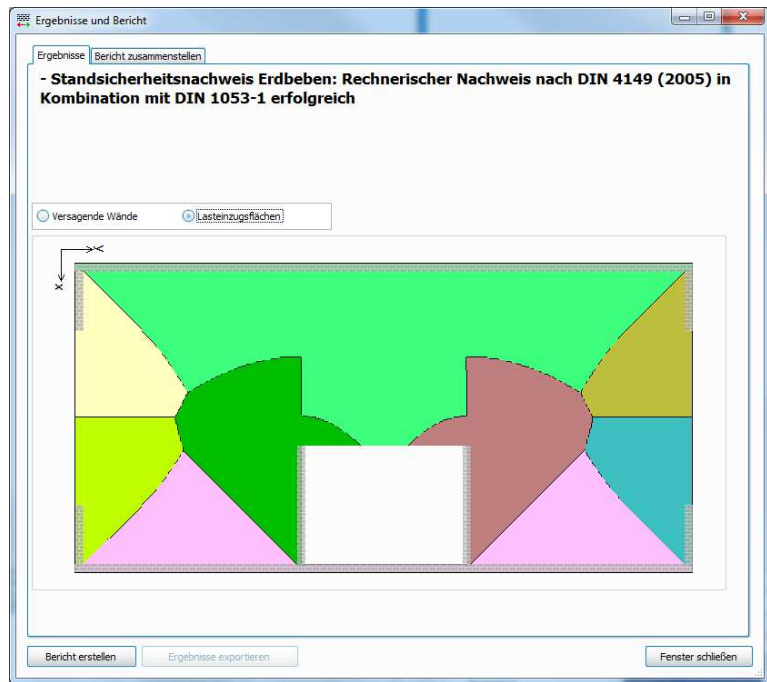 Ergebnisse und Bericht
Ergebnisse
Bericht zusammenstellen
- Standsicherheitsnachweis Erdbeben: Rechnerischer Nachweis nach DIN 4149 (2005) in
Kombination mit DIN 1053-1 erfolgreich
Versagende Wände
Lasteinzugsflächen
Y
X
Bericht erstellen
Ergebnisse exportieren
Fenster schließen